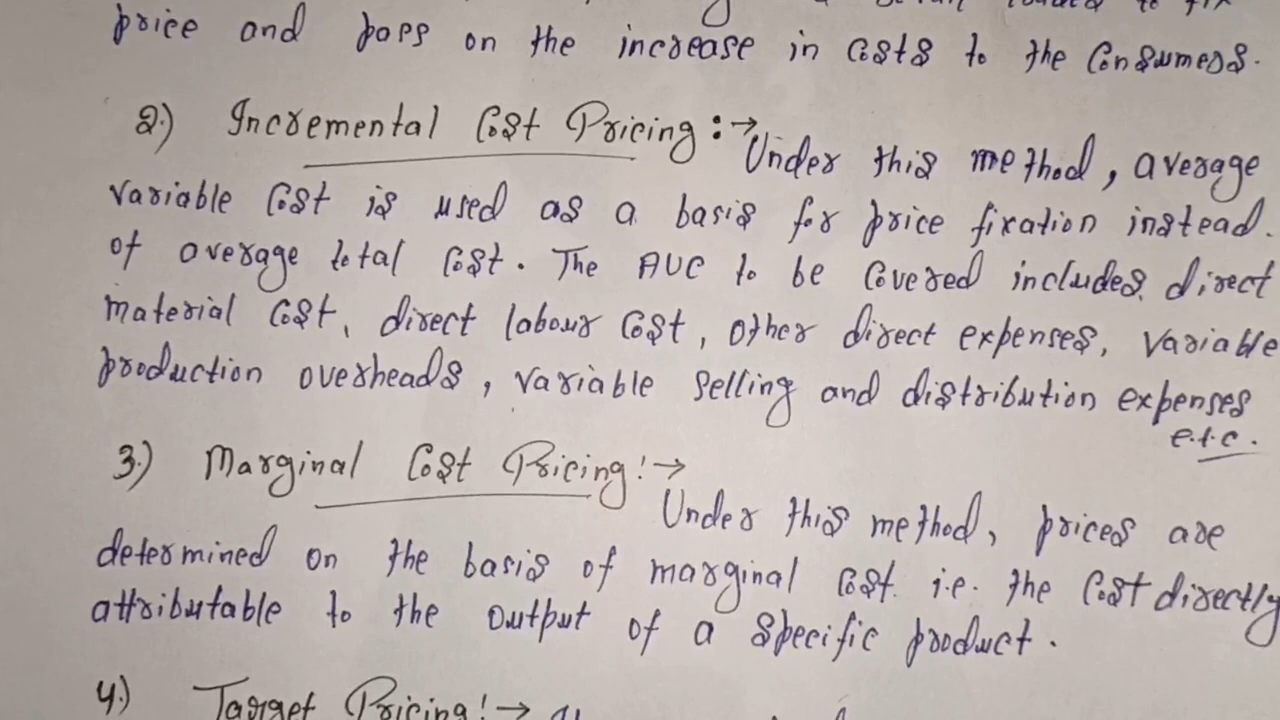 price and pass on the increase in costs to the Consumers.
2.) Incremental Cost Pricing :→
Under this method, average
variable Cost is used as a basis for price fixation instead.
of average total Cost. The AVC to be Covered includes direct
material Cost, direct labour Cost, other direct expenses, variable
production overheads, variable selling and distribution expenses
e.t.c.
3.) Marginal Cost Pricing!→
Under this method, prices are
determined on the basis of marginal Cost. i.e. the Cost directly
attributable to the output of a specific product.
4.) Target Pricing!→